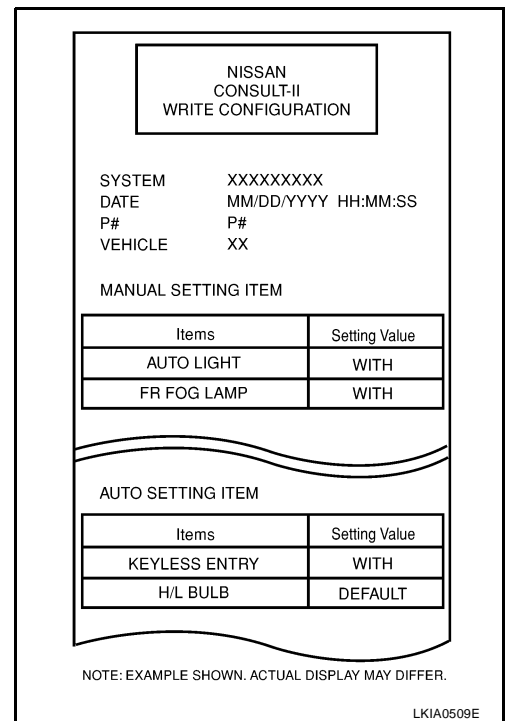 NISSAN
CONSULT-II
WRITE CONFIGURATION
SYSTEM XXXXXXXXX
DATE MM/DD/YYYY HH:MM:SS
P# P#
VEHICLE XX
MANUAL SETTING ITEM
Items Setting Value
AUTO LIGHT WITH
FR FOG LAMP WITH
AUTO SETTING ITEM
Items Setting Value
KEYLESS ENTRY WITH
H/L BULB DEFAULT
NOTE: EXAMPLE SHOWN. ACTUAL DISPLAY MAY DIFFER.
LKIA0509E